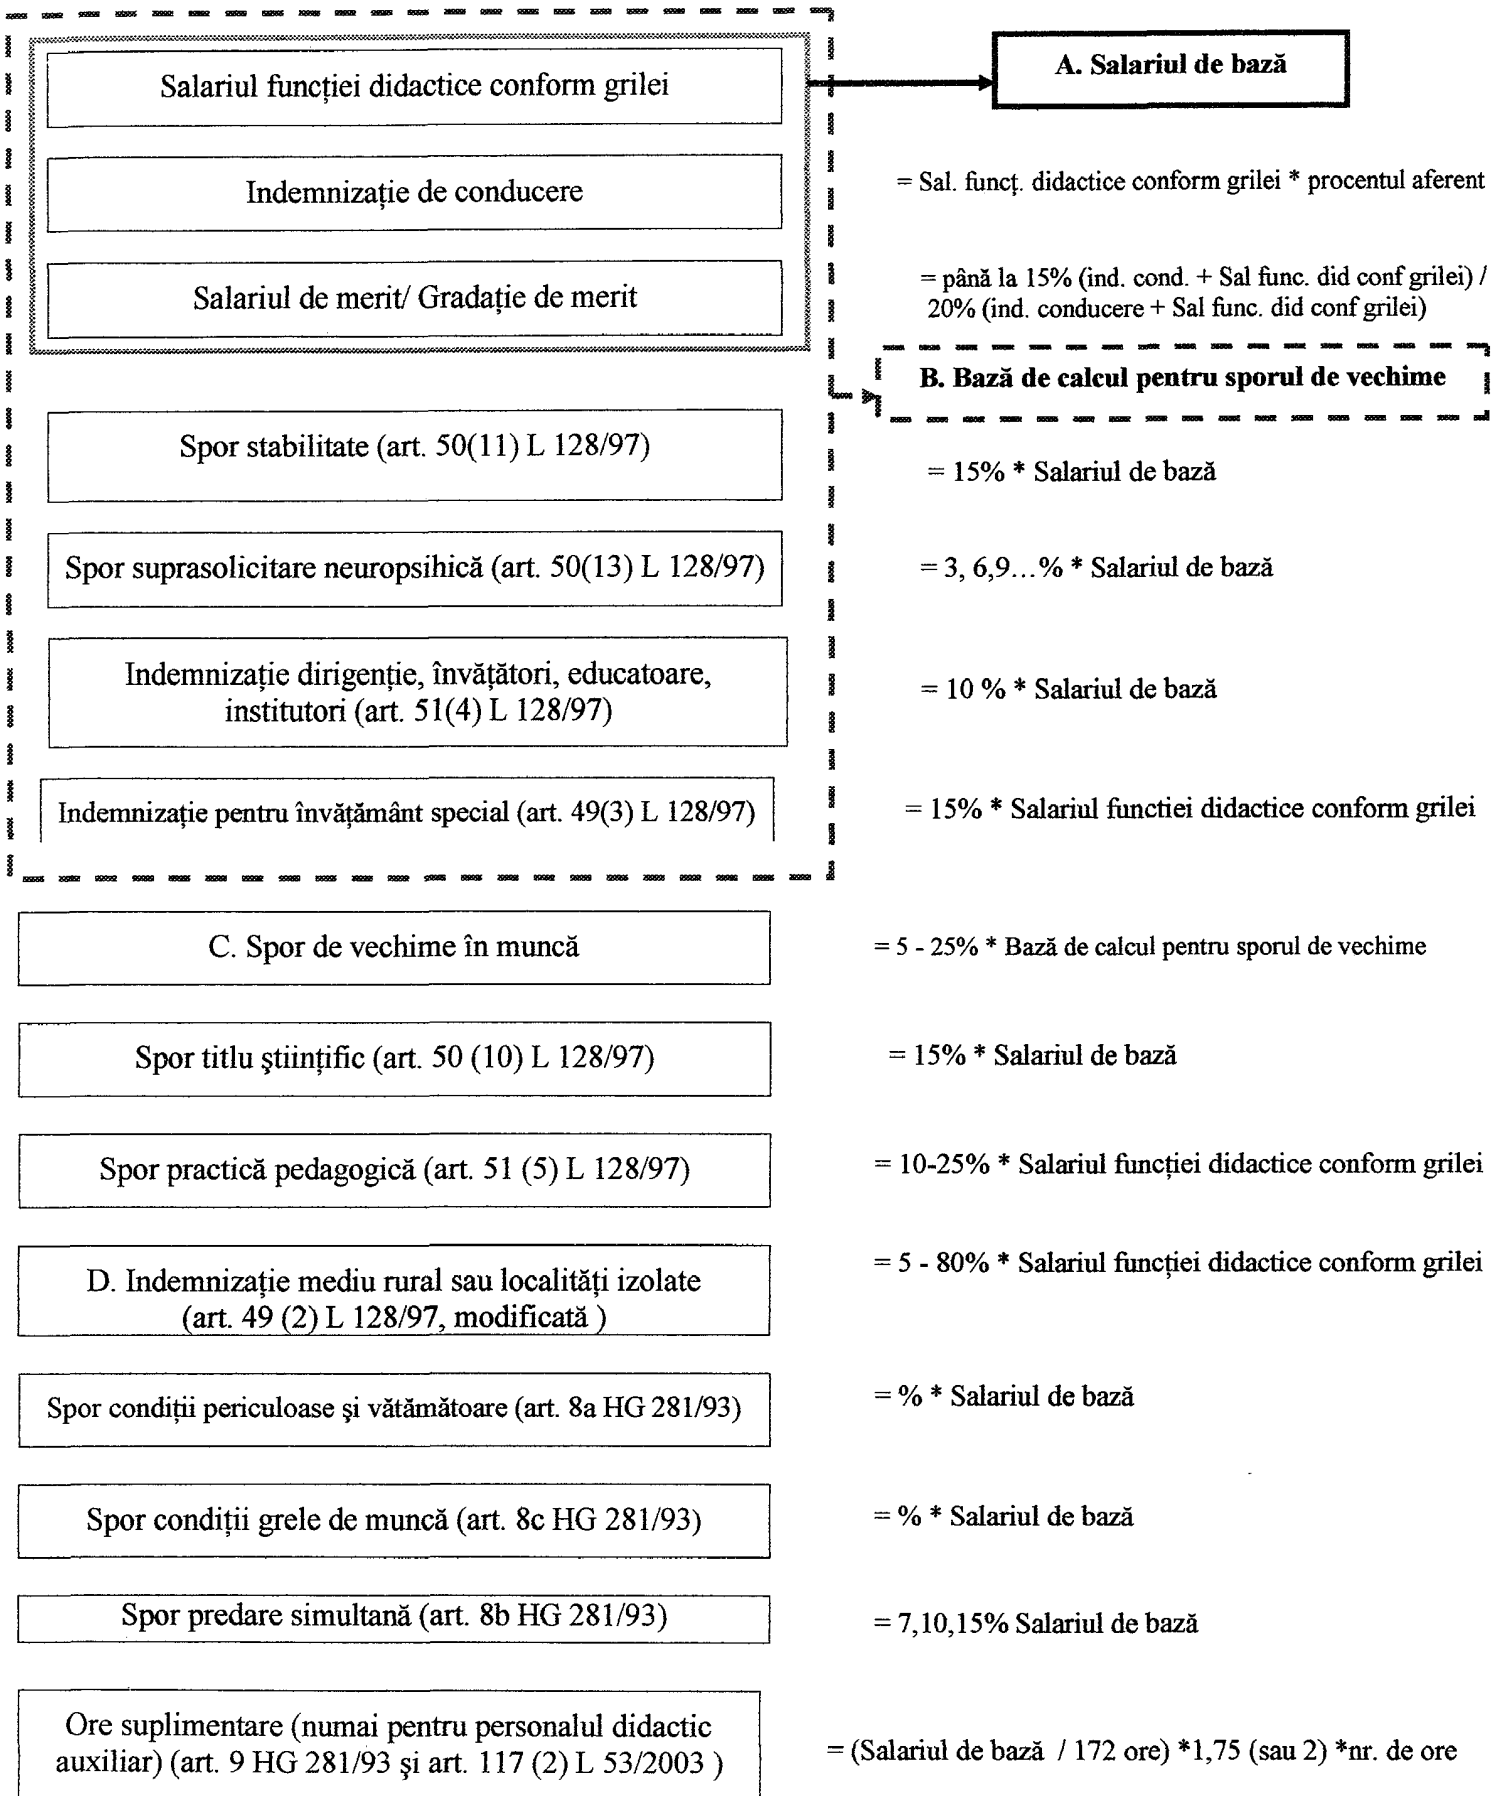 Salariul funcției didactice conform grilei
A. Salariul de bază
Indemnizație de conducere
= Sal. funcț. didactice conform grilei * procentul aferent
Salariul de merit/ Gradație de merit
= până la 15% (ind. cond. + Sal func. did conf grilei) /
20% (ind. conducere + Sal func. did conf grilei)
B. Bază de calcul pentru sporul de vechime
Spor stabilitate (art. 50(11) L 128/97)
= 15% * Salariul de bază
Spor suprasolicitare neuropsihică (art. 50(13) L 128/97)
= 3, 6,9…% * Salariul de bază
Indemnizație dirigenție, învățători, educatoare,
institutori (art. 51(4) L 128/97)
= 10 % * Salariul de bază
Indemnizație pentru învățământ special (art. 49(3) L 128/97)
= 15% * Salariul functiei didactice conform grilei
C. Spor de vechime în muncă
= 5 - 25% * Bază de calcul pentru sporul de vechime
Spor titlu ştiințific (art. 50 (10) L 128/97)
= 15% * Salariul de bază
Spor practică pedagogică (art. 51 (5) L 128/97)
= 10-25% * Salariul funcției didactice conform grilei
D. Indemnizație mediu rural sau localități izolate
(art. 49 (2) L 128/97, modificată )
= 5 - 80% * Salariul funcției didactice conform grilei
Spor condiții periculoase şi vătămătoare (art. 8a HG 281/93)
= % * Salariul de bază
Spor condiții grele de muncă (art. 8c HG 281/93)
= % * Salariul de bază
Spor predare simultană (art. 8b HG 281/93)
= 7,10,15% Salariul de bază
Ore suplimentare (numai pentru personalul didactic
auxiliar) (art. 9 HG 281/93 şi art. 117 (2) L 53/2003 )
= (Salariul de bază / 172 ore) *1,75 (sau 2) *nr. de ore